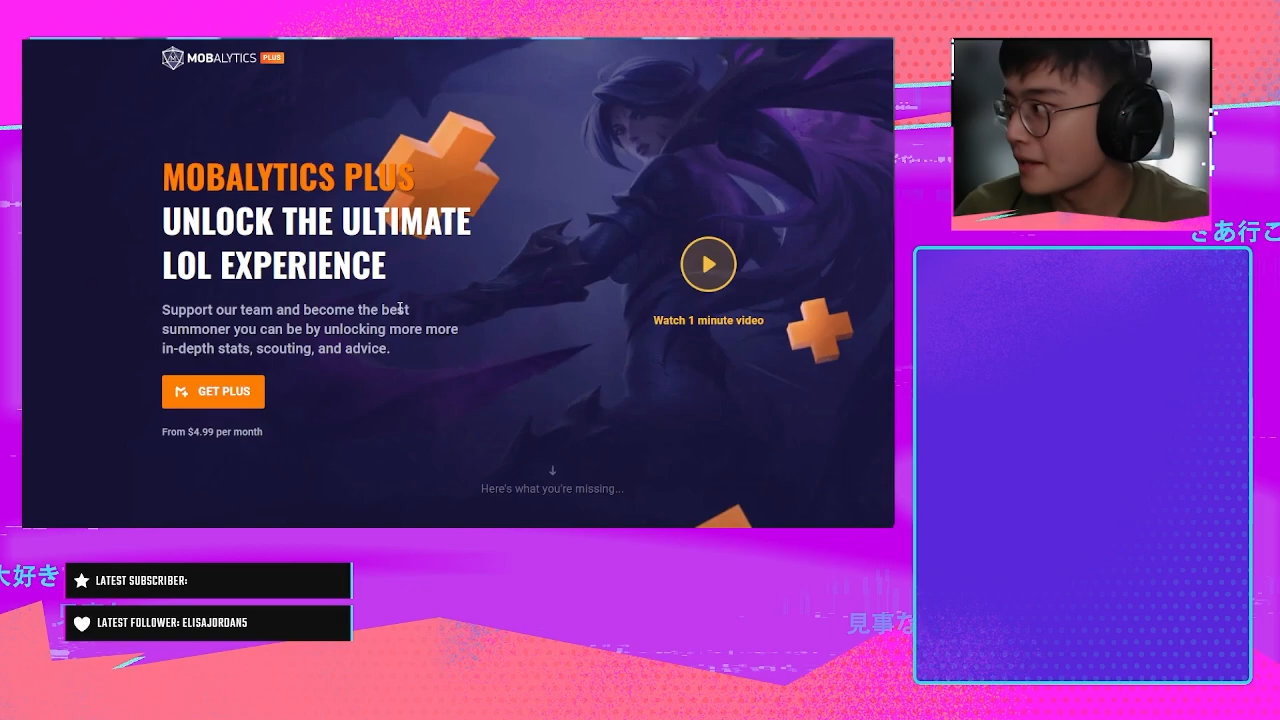 MOBALYTICS PLUS
MOBALYTICS PLUS
UNLOCK THE ULTIMATE
LOL EXPERIENCE
Support our team and become the best
summoner you can be by unlocking more more
in-depth stats, scouting, and advice.
GET PLUS
From $4.99 per month
Watch 1 minute video
Here's what you're missing...
大好き
LATEST SUBSCRIBER:
LATEST FOLLOWER: ELISAJORDAN5
見事な